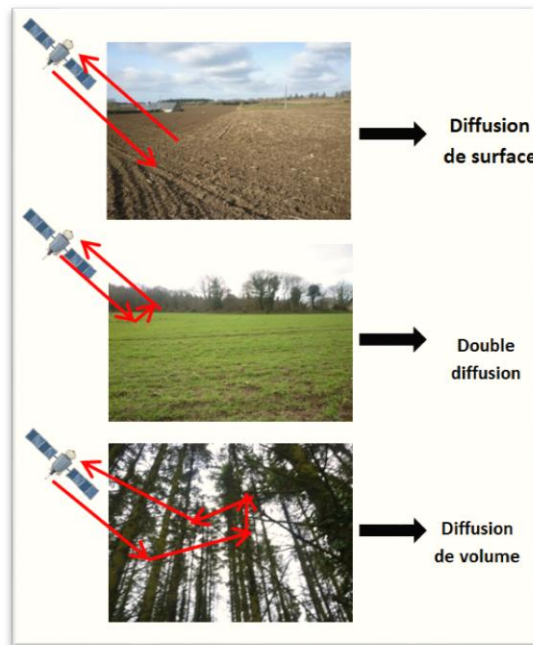 Diffusion
de surface
Double
diffusion
Diffusion
de volume